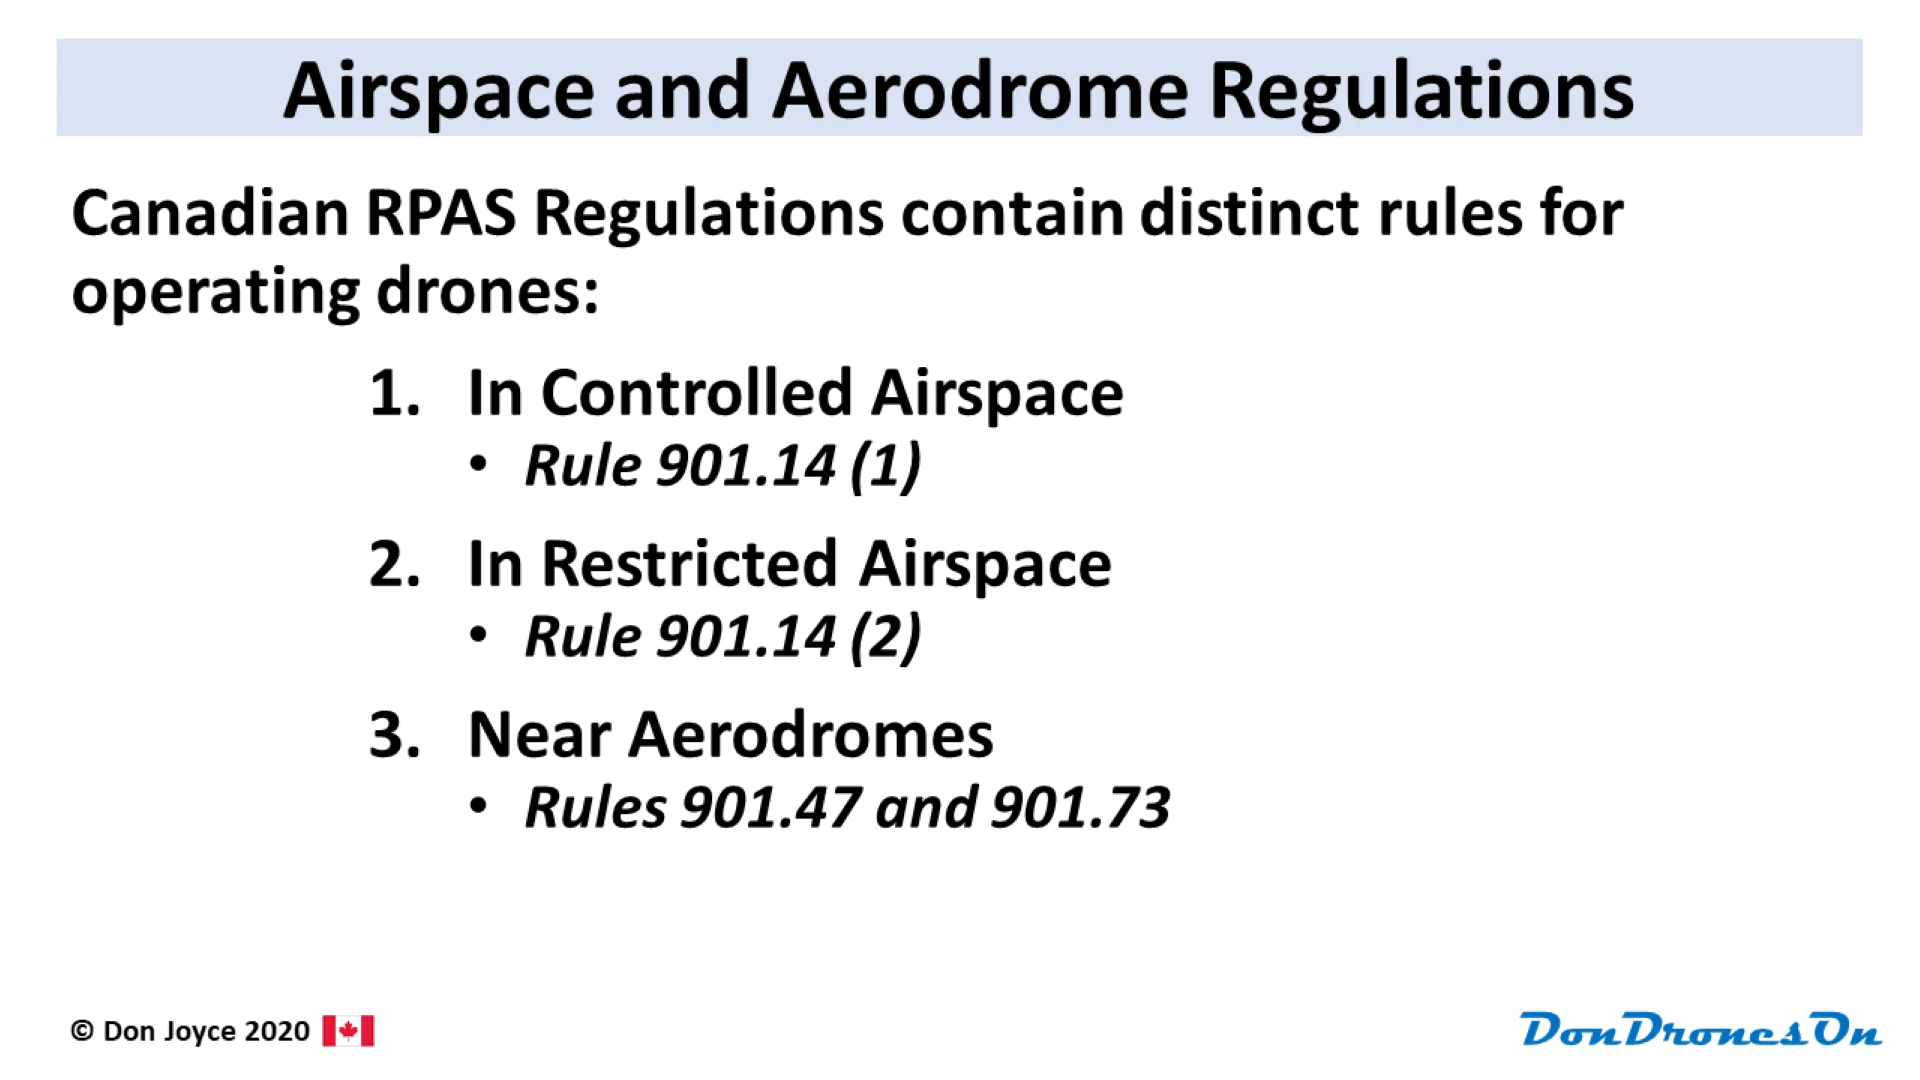 Airspace and Aerodrome Regulations
Canadian RPAS Regulations contain distinct rules for
operating drones:
1. In Controlled Airspace
• Rule 901.14 (1)
2. In Restricted Airspace
• Rule 901.14 (2)
3. Near Aerodromes
• Rules 901.47 and 901.73
© Don Joyce 2020
DonDronesOn